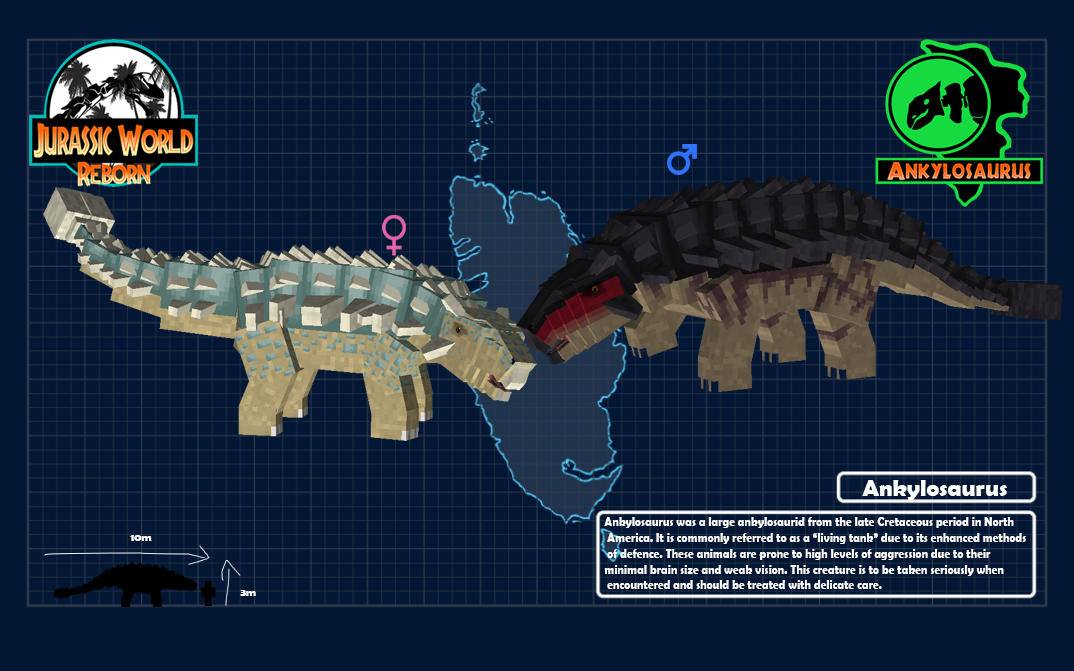 JURASSIC WORLD
REBORN
ANKYLOSAURUS
10m
3m
Ankylosaurus
Ankylosaurus was a large ankylosaurid from the late Cretaceous period in North
America. It is commonly referred to as a "living tank" due to its enhanced methods
of defence. These animals are prone to high levels of aggression due to their
minimal brain size and weak vision. This creature is to be taken seriously when
encountered and should be treated with delicate care.